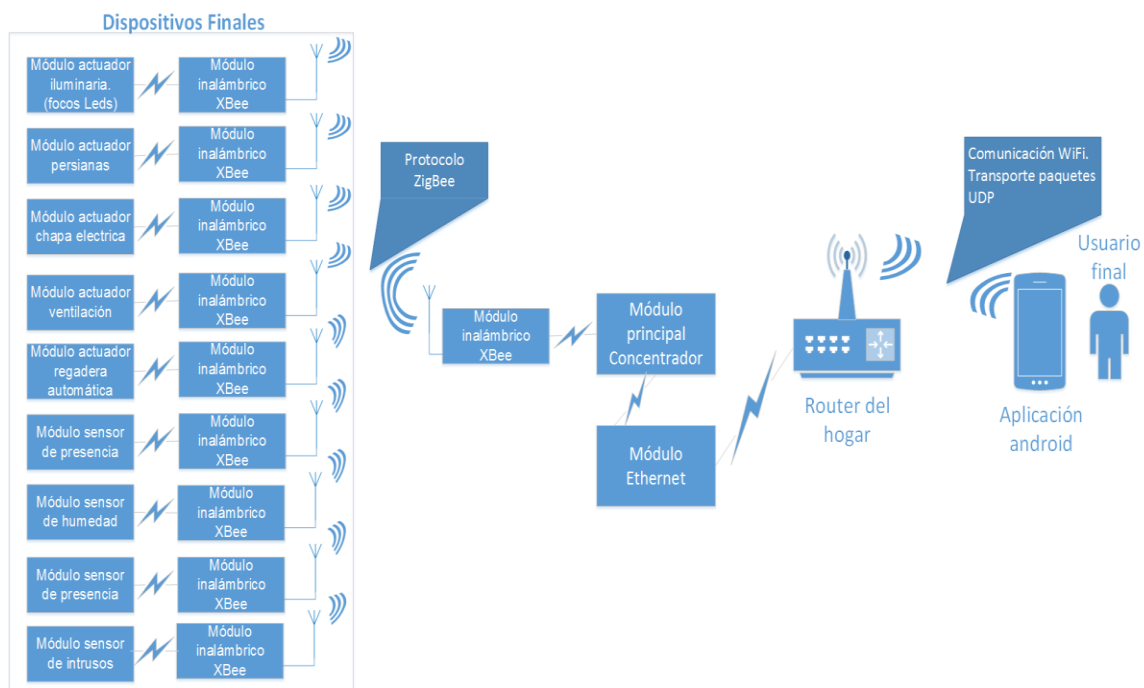 Dispositivos Finales
Módulo actuador
iluminaria.
(focos Leds)
Módulo
inalámbrico
XBee
Módulo actuador
persianas
Módulo
inalámbrico
XBee
Módulo actuador
chapa electrica
Módulo
inalámbrico
XBee
Módulo actuador
ventilación
Módulo
inalámbrico
XBee
Módulo actuador
regadera
automática
Módulo
inalámbrico
XBee
Módulo sensor
de presencia
Módulo
inalámbrico
XBee
Módulo sensor
de humedad
Módulo
inalámbrico
XBee
Módulo sensor
de presencia
Módulo
inalámbrico
XBee
Módulo sensor
de intrusos
Módulo
inalámbrico
XBee
Protocolo
ZigBee
Módulo
inalámbrico
XBee
Módulo
principal
Concentrador
Módulo
Ethernet
Router del
hogar
Comunicación WiFi.
Transporte paquetes
UDP
Usuario
final
Aplicación
android